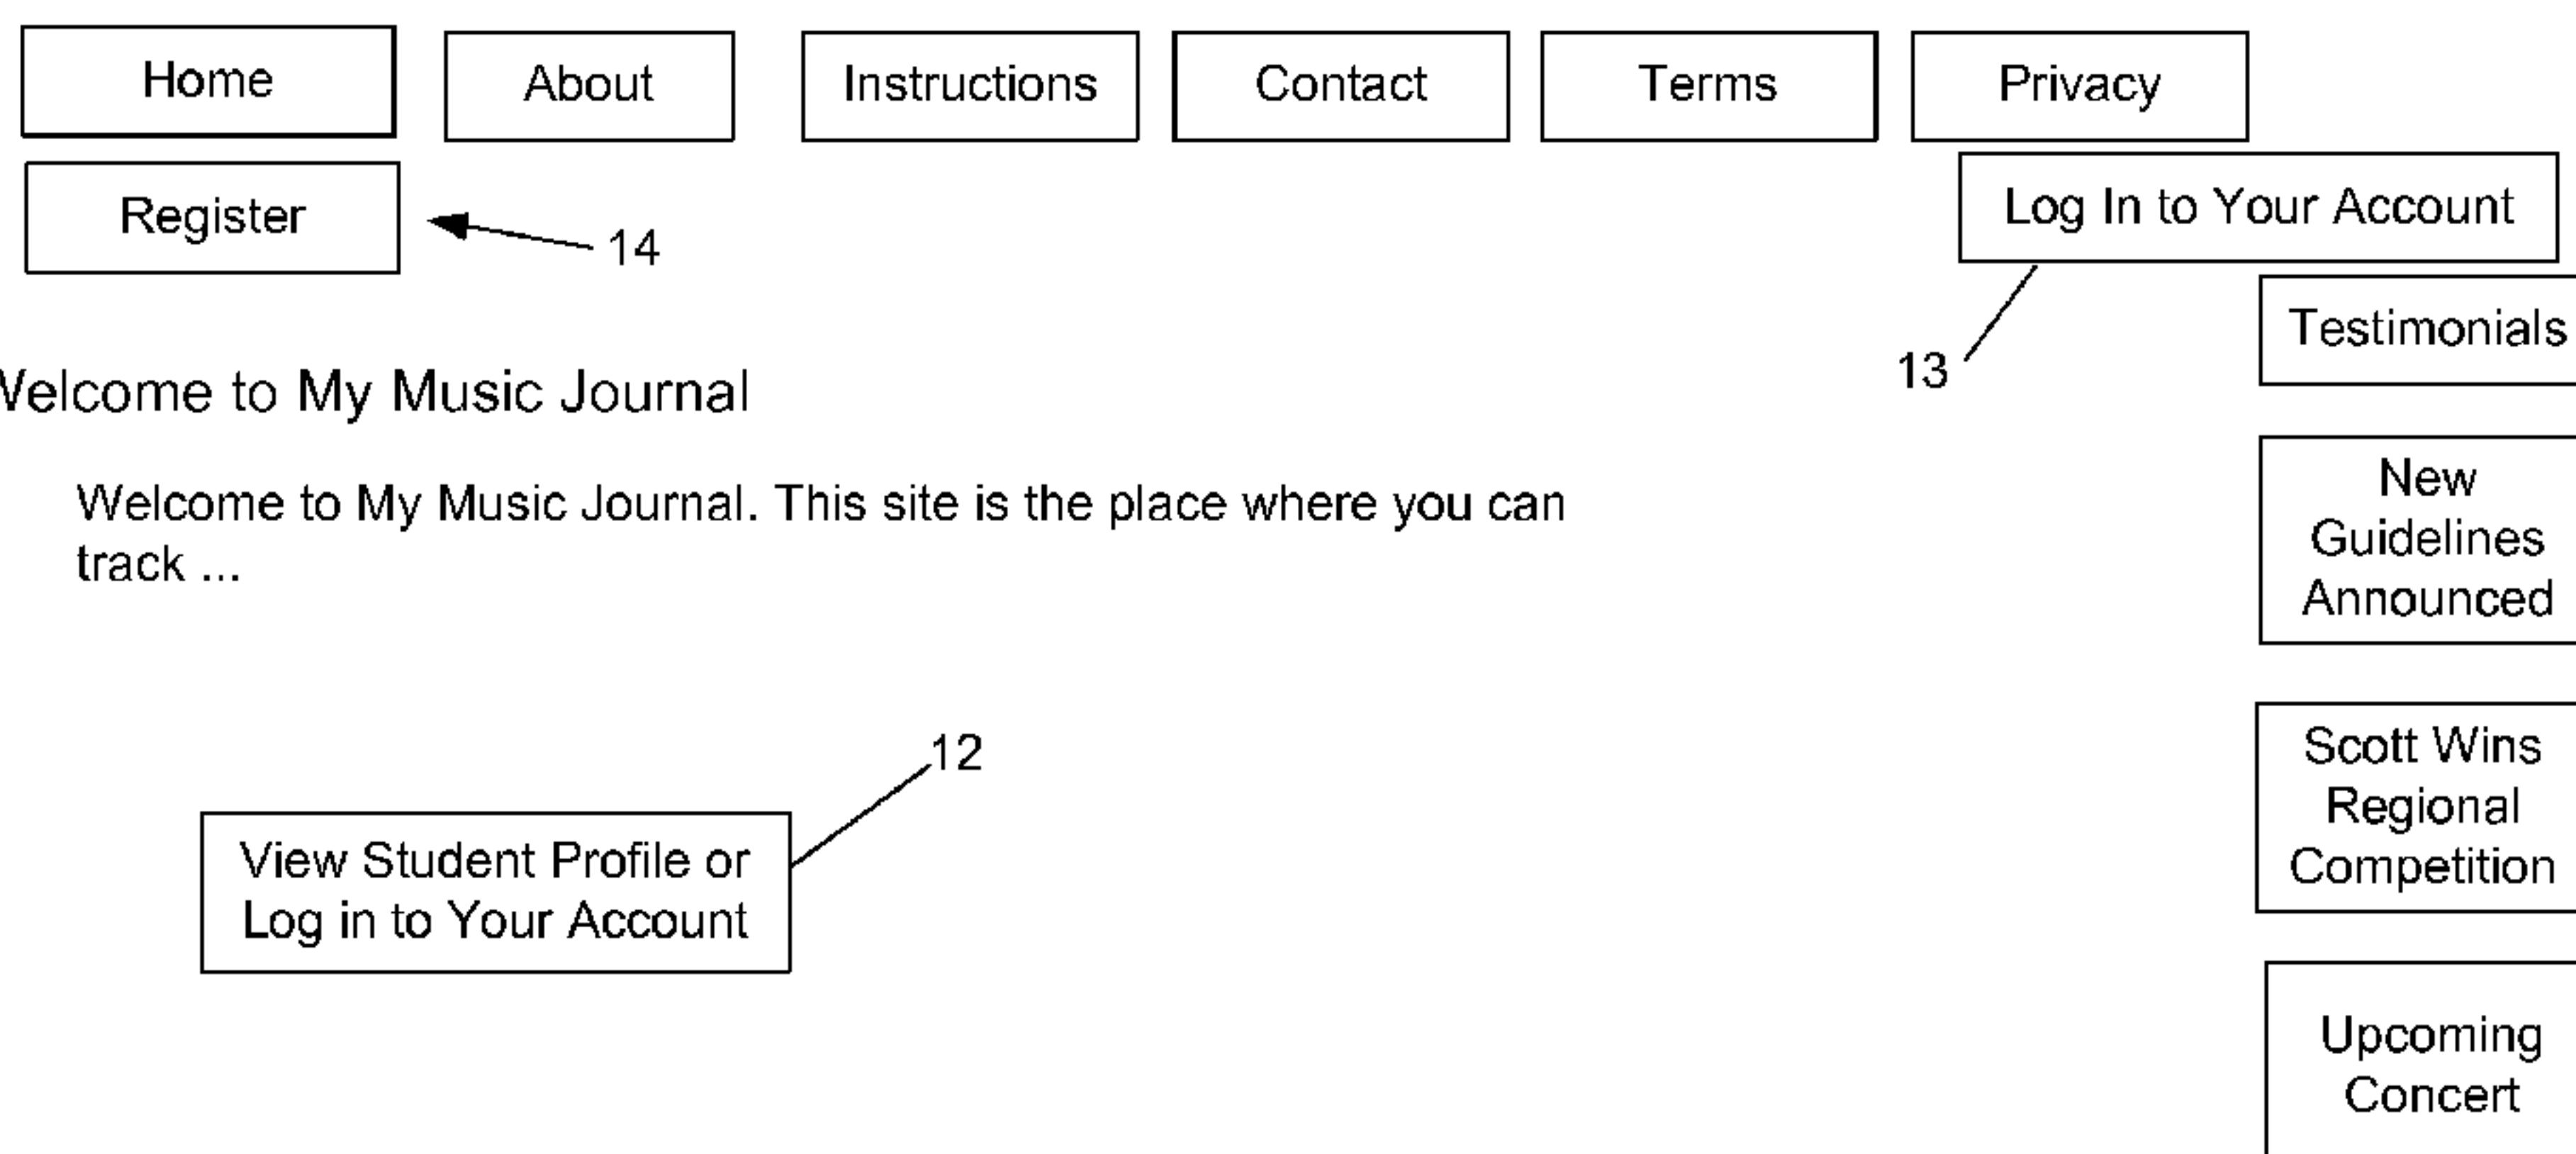 Home
About
Instructions
Contact
Terms
Privacy
Register
14
Log In to Your Account
13
Testimonials
Welcome to My Music Journal
Welcome to My Music Journal. This site is the place where you can
track ...
New
Guidelines
Announced
12
View Student Profile or
Log in to Your Account
Scott Wins
Regional
Competition
Upcoming
Concert